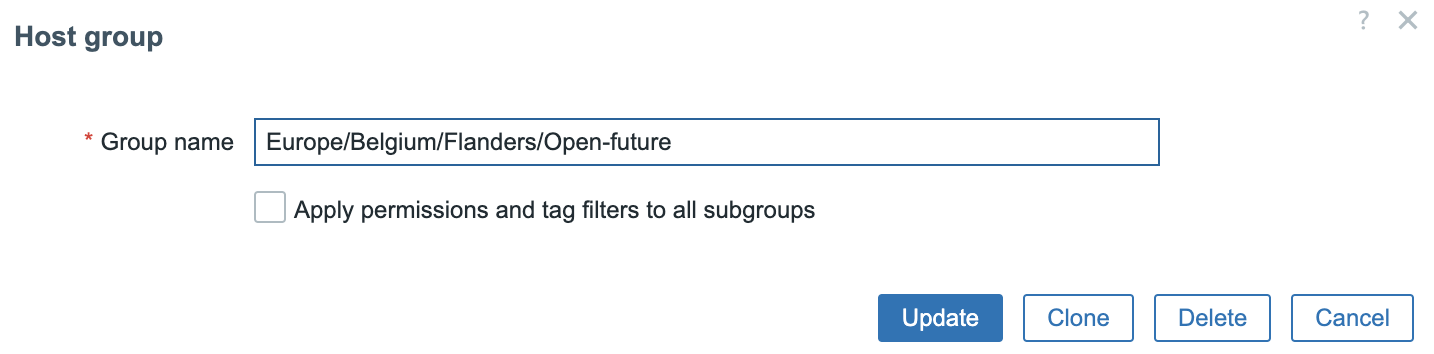 Host group
?
* Group name Europe/Belgium/Flanders/Open-future
Apply permissions and tag filters to all subgroups
Update Clone Delete Cancel